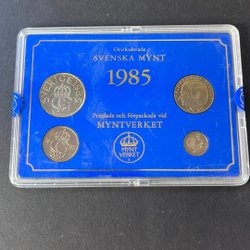 Ocirkulerade
SVENSKA MYNT
1985
Präglade och förpackade vid
MYNTVERKET
MYNT
VERKET